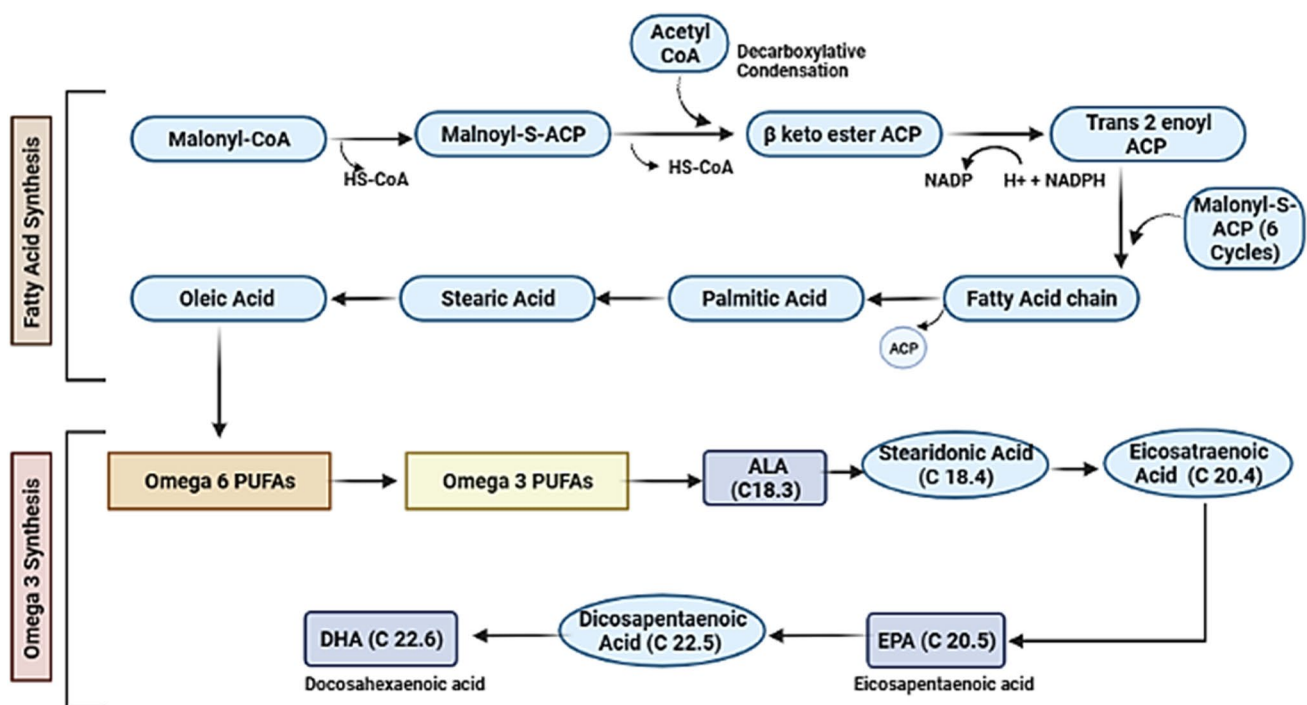 Acetyl
CoA
Decarboxylative
Condensation
Fatty Acid Synthesis
Malonyl-CoA
HS-CoA
Malnoyl-S-ACP
HS-CoA
β keto ester ACP
NADP
H+ + NADPH
Trans 2 enoyl
ACP
Malonyl-S-
ACP (6
Cycles)
Oleic Acid
Stearic Acid
Palmitic Acid
Fatty Acid chain
ACP
Omega 3 Synthesis
Omega 6 PUFAs
Omega 3 PUFAs
ALA
(C18.3)
Stearidonic Acid
(C 18.4)
Eicosatraenoic
Acid (C 20.4)
DHA (C 22.6)
Docosahexaenoic acid
Dicosapentaenoic
Acid (C 22.5)
EPA (C 20.5)
Eicosapentaenoic acid